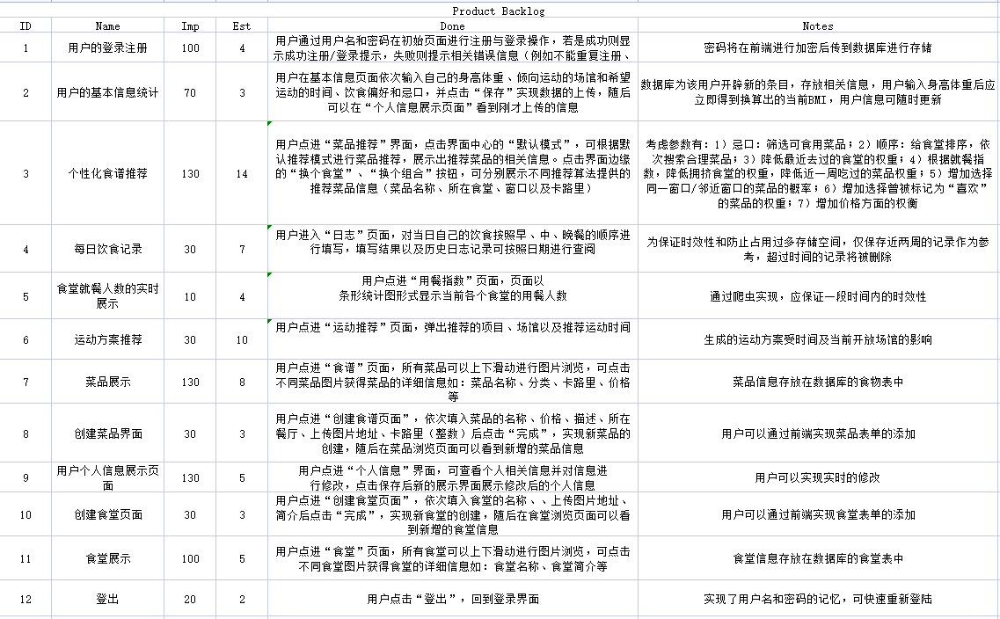 Product Backlog
ID Name Imp Est Done Notes
1 用户的登录注册 100 4 用户通过用户名和密码在初始页面进行注册与登录操作，若是成功则显
示成功注册/登录提示，失败则提示相关错误信息（例如不能重复注册、 密码将在前端进行加密后传到数据库进行存储
2 用户的基本信息统计 70 3 用户在基本信息页面依次输入自己的身高体重、倾向运动的场馆和希望
运动的时间、饮食偏好和忌口，并点击“保存”实现数据的上传，随后
可以在“个人信息展示页面”看到刚才上传的信息
数据库为该用户开辟新的条目，存放相关信息，用户输入身高体重后应
立即得到换算出的当前BMI，用户信息可随时更新
3 个性化食谱推荐 130 14 用户点进“菜品推荐”界面，点击界面中心的“默认模式”，可根据默
认推荐模式进行菜品推荐，展示出推荐菜品的相关信息。点击界面边缘
的“换个食堂”、“换个组合”按钮，可分别展示不同推荐算法提供的
推荐菜品信息（菜品名称、所在食堂、窗口以及卡路里）
考虑参数有：1）忌口：筛选可食用菜品；2）顺序：给食堂排序，依
次搜索合理菜品；3）降低最近去过的食堂的权重；4）根据就餐指
数，降低拥挤食堂的权重，降低近一周吃过的菜品权重；5）增加选择
同一窗口/邻近窗口的菜品的概率；6）增加选择曾被标记为“喜欢”
的菜品的权重；7）增加价格方面的权衡
4 每日饮食记录 30 7 用户进入“日志”页面，对当日自己的饮食按照早、中、晚餐的顺序进
行填写，填写结果以及历史日志记录可按照日期进行查阅
为保证时效性和防止占用过多存储空间，仅保存近两周的记录作为参
考，超过时间的记录将被删除
5 食堂就餐人数的实时
展示 10 4 用户点进“用餐指数”页面，页面以
条形统计图形式显示当前各个食堂的用餐人数
通过爬虫实现，应保证一段时间内的时效性
6 运动方案推荐 30 10 用户点进“运动推荐”页面，弹出推荐的项目、场馆以及推荐运动时间
生成的运动方案受时间及当前开放场馆的影响
7 菜品展示 130 8 用户点进“食谱”页面，所有菜品可以上下滑动进行图片浏览，可点击
不同菜品图片获得菜品的详细信息如：菜品名称、分类、卡路里、价格
等
菜品信息存放在数据库的食物表中
8 创建菜品界面 30 3 用户点进“创建食谱页面”，依次填入菜品的名称、价格、描述、所在
餐厅、上传图片地址、卡路里（整数）后点击“完成”，实现新菜品的
创建，随后在菜品浏览页面可以看到新增的菜品信息
用户可以通过前端实现菜品表单的添加
9 用户个人信息展示页
面 130 5 用户点进“个人信息”界面，可查看个人相关信息并对信息进
行修改，点击保存后新的展示界面展示修改后的个人信息
用户可以实现实时的修改
10 创建食堂页面 30 3 用户点进“创建食堂页面”，依次填入食堂的名称、、上传图片地址、
简介后点击“完成”，实现新食堂的创建，随后在食堂浏览页面可以看
到新增的食堂信息
用户可以通过前端实现食堂表单的添加
11 食堂展示 100 5 用户点进“食堂”页面，所有食堂可以上下滑动进行图片浏览，可点击
不同食堂图片获得食堂的详细信息如：食堂名称、食堂简介等
食堂信息存放在数据库的食堂表中
12 登出 20 2 用户点击“登出”，回到登录界面 实现了用户名和密码的记忆，可快速重新登陆